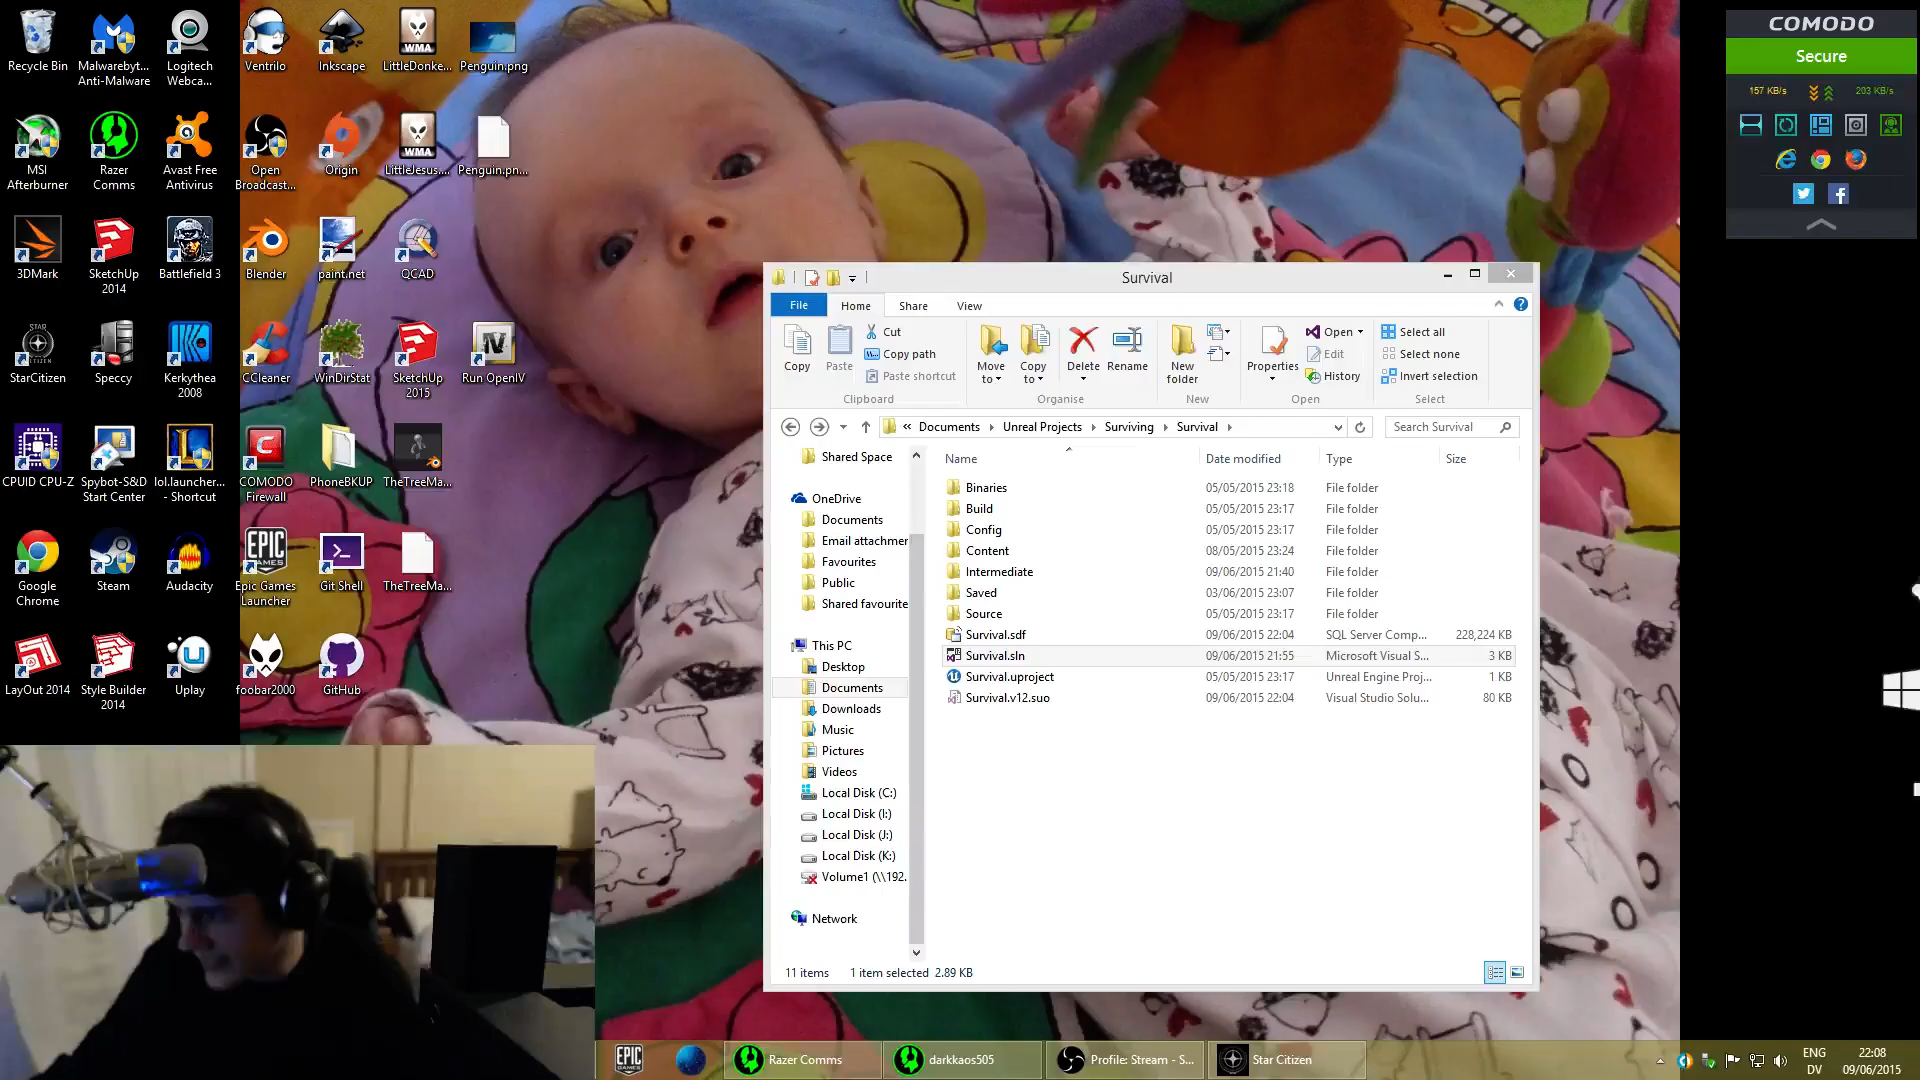 Recycle Bin
Malwarebyt... Anti-Malware
Logitech Webca...
Ventrilo
Inkscape
WMA
LittleDonke...
Penguin.png
MSI Afterburner
Razer Comms
Avast Free Antivirus
Open Broadcast...
Origin
WMA
LittleJesus....
Penguin.pn...
3DMark
SketchUp 2014
Battlefield 3
Blender
paint.net
QCAD
STAR CITIZEN
StarCitizen
Speccy
Kerkythea 2008
CCleaner
WinDirStat
SketchUp 2015
IV
Run OpenIV
CPUID CPU-Z
Spybot-S&D Start Center
lol.launcher... - Shortcut
COMODO Firewall
PhoneBKUP
TheTreeMa...
Google Chrome
Steam
Audacity
EPIC GAMES
Epic Games Launcher
Git Shell
TheTreeMa...
LayOut 2014
Style Builder 2014
Uplay
foobar2000
GitHub
COMODO
Secure
157 KB/s
203 KB/s
Survival
File
Home
Share
View
Copy
Paste
Cut
Copy path
Paste shortcut
Clipboard
Move to
Copy to
Delete
Rename
Organise
New folder
New
Properties
Open
Edit
History
Open
Select all
Select none
Invert selection
Select
« Documents
Unreal Projects
Surviving
Survival
Search Survival
Name
Date modified
Type
Size
Shared Space
OneDrive
Documents
Email attachmer
Favourites
Public
Shared favourite
This PC
Desktop
Documents
Downloads
Music
Pictures
Videos
Local Disk (C:)
Local Disk (I:)
Local Disk (J:)
Local Disk (K:)
Volume1 (\\192.
Network
Binaries 05/05/2015 23:18 File folder
Build 05/05/2015 23:17 File folder
Config 05/05/2015 23:17 File folder
Content 08/05/2015 23:24 File folder
Intermediate 09/06/2015 21:40 File folder
Saved 03/06/2015 23:07 File folder
Source 05/05/2015 23:17 File folder
Survival.sdf 09/06/2015 22:04 SQL Server Comp... 228,224 KB
Survival.sln 09/06/2015 21:55 Microsoft Visual S... 3 KB
Survival.uproject 05/05/2015 23:17 Unreal Engine Proj... 1 KB
Survival.v12.suo 09/06/2015 22:04 Visual Studio Solu... 80 KB
11 items
1 item selected 2.89 KB
EPIC GAMES
Razer Comms
darkkaos505
Profile: Stream - S...
Star Citizen
ENG
DV
22:08
09/06/2015